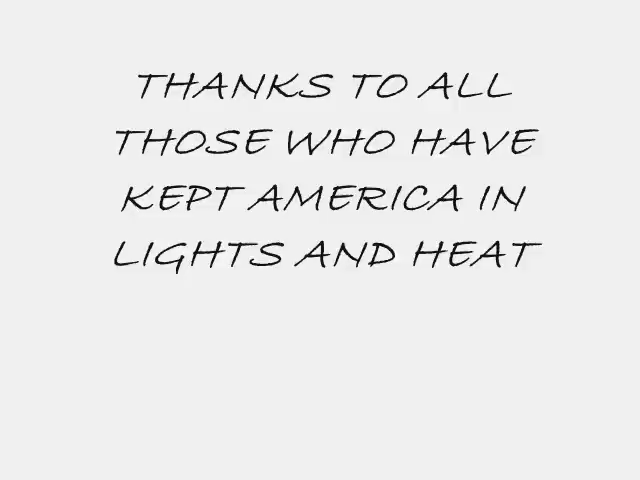 THANKS TO ALL
THOSE WHO HAVE
KEPT AMERICA IN
LIGHTS AND HEAT